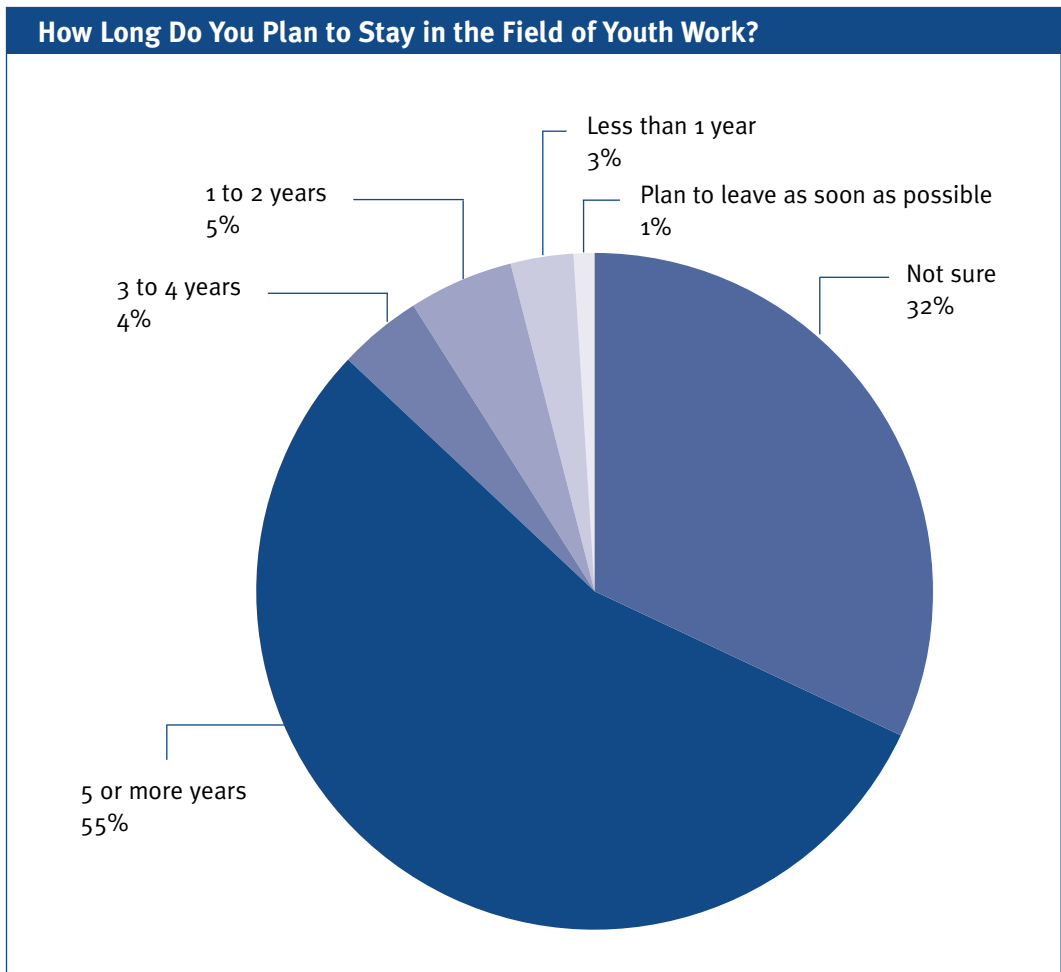 How Long Do You Plan to Stay in the Field of Youth Work?
Less than 1 year
3%
1 to 2 years
5%
Plan to leave as soon as possible
1%
3 to 4 years
4%
Not sure
32%
5 or more years
55%